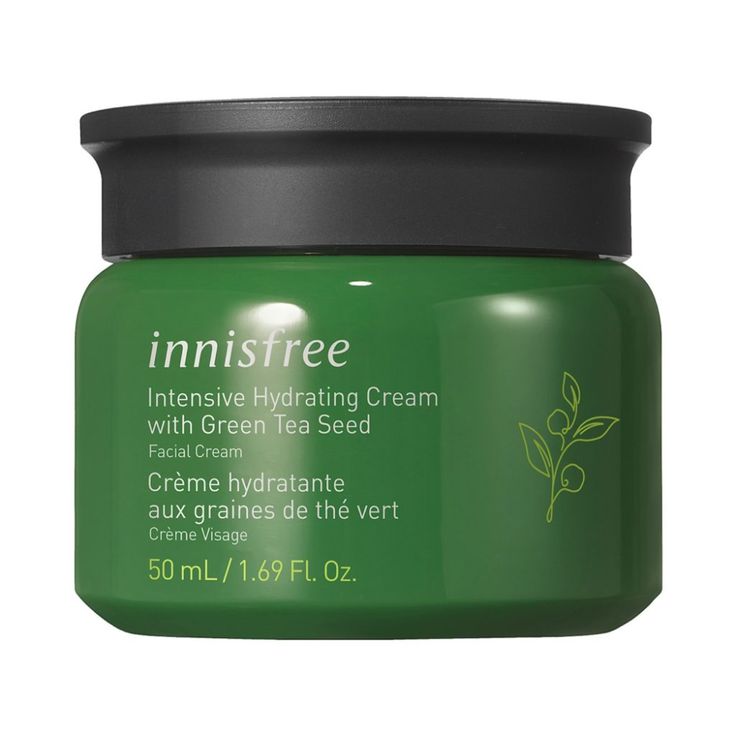 innisfree
Intensive Hydrating Cream
with Green Tea Seed
Facial Cream
Crème hydratante
aux graines de thé vert
Crème Visage
50 mL / 1.69 Fl. Oz.